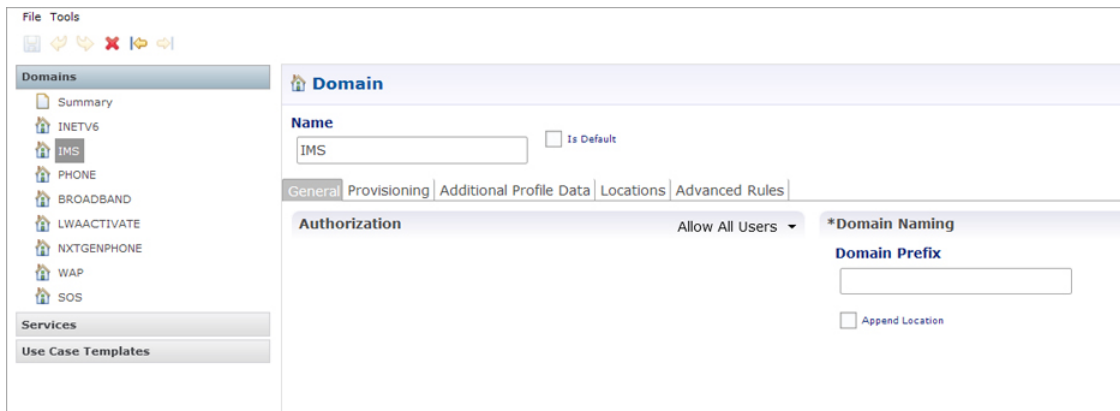 File Tools
Domains
Summary
INETV6
IMS
PHONE
BROADBAND
LWAACTIVATE
NXTGENPHONE
WAP
SOS
Services
Use Case Templates
Domain
Name
Is Default
IMS
General Provisioning Additional Profile Data Locations Advanced Rules
Authorization Allow All Users
*Domain Naming
Domain Prefix
Append Location